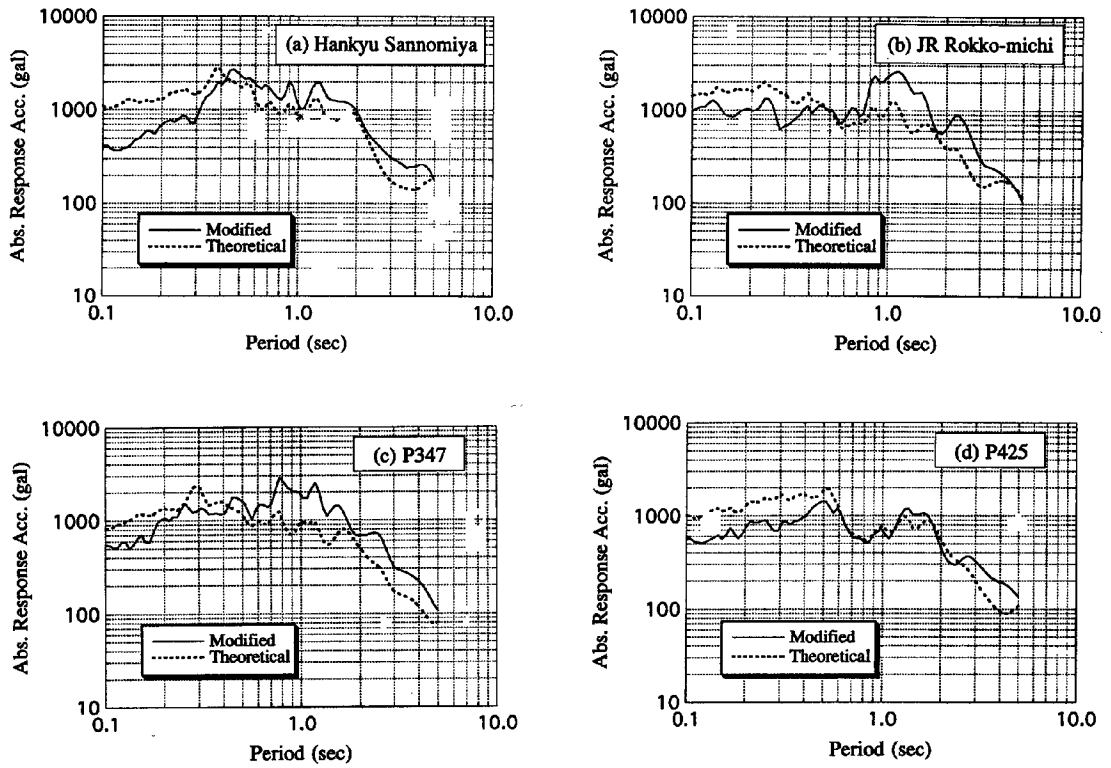 10000
(a) Hankyu Sannomiya
1000
100
10
Abs. Response Acc. (gal)
Modified
Theoretical
0.1
1.0
10.0
Period (sec)
10000
(b) JR Rokko-michi
1000
100
10
Abs. Response Acc. (gal)
Modified
Theoretical
0.1
1.0
10.0
Period (sec)
10000
(c) P347
1000
100
10
Abs. Response Acc. (gal)
Modified
Theoretical
0.1
1.0
10.0
Period (sec)
10000
(d) P425
1000
100
10
Abs. Response Acc. (gal)
Modified
Theoretical
0.1
1.0
10.0
Period (sec)